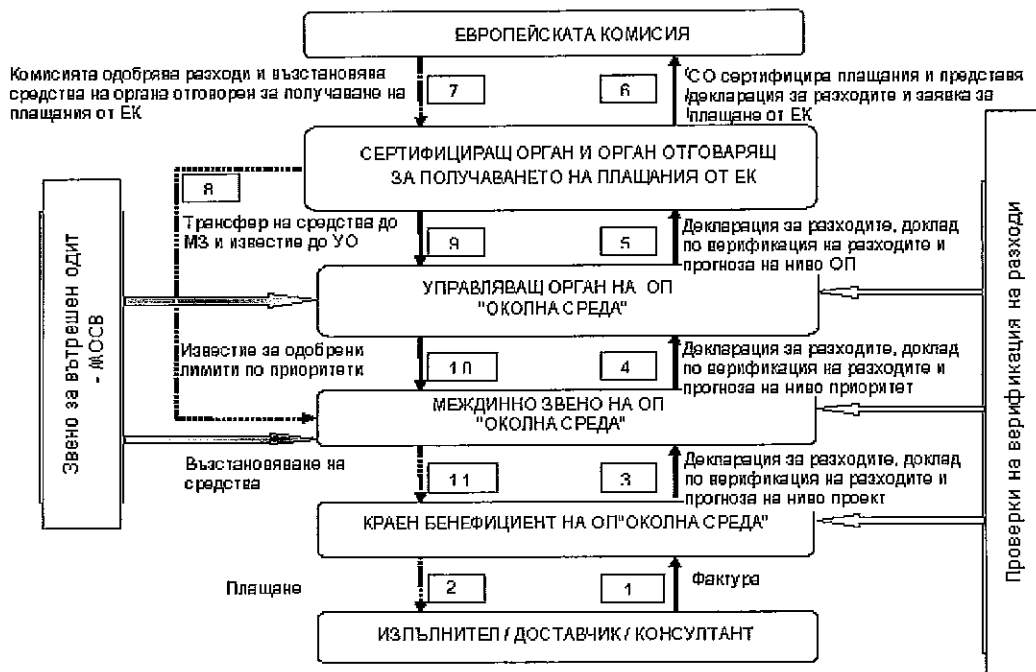 ЕВРОПЕЙСКАТА КОМИСИЯ
Комисията одобрява разходи и възстановява
средства на органа отговорен за получаване на
плащания от ЕК
7
6
СО сертифицира плащания и представя
декларация за разходите и заявка за
плащане от ЕК
СЕРТИФИЦИРАЩ ОРГАН И ОРГАН ОТГОВАРЯЩ
ЗА ПОЛУЧАВАНЕТО НА ПЛАЩАНИЯ ОТ ЕК
8
Трансфер на средства до
МЗ и известие до УО
9
5
Декларация за разходите, доклад
по верификация на разходите и
прогноза на ниво ОП
УПРАВЛЯВАЩ ОРГАН НА ОП
"ОКОЛНА СРЕДА"
Известие за одобрени
лимити по приоритети
10
4
Декларация за разходите, доклад
по верификация на разходите и
прогноза на ниво приоритет
МЕЖДИННО ЗВЕНО НА ОП
"ОКОЛНА СРЕДА"
Възстановяване на
средства
11
3
Декларация за разходите, доклад
по верификация на разходите и
прогноза на ниво проект
КРАЕН БЕНЕФИЦИЕНТ НА ОП"ОКОЛНА СРЕДА"
Плащане
2
1
Фактура
ИЗПЪЛНИТЕЛ / ДОСТАВЧИК / КОНСУЛТАНТ
Звено за вътрешен одит
- МОСВ
Проверки на верификация на разходи